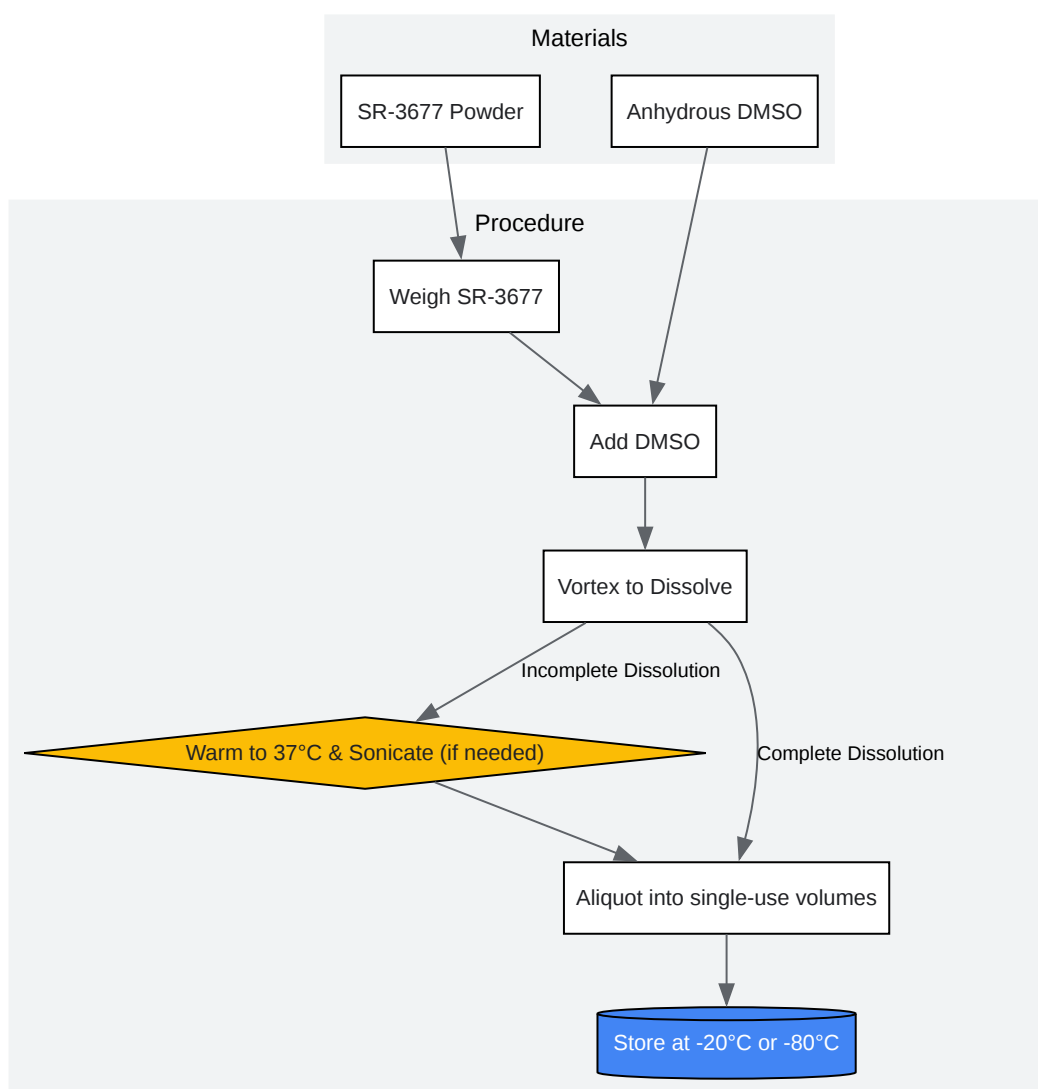 Materials
SR-3677 Powder
Anhydrous DMSO
Procedure
Weigh SR-3677
Add DMSO
Vortex to Dissolve
Incomplete Dissolution
Warm to 37°C & Sonicate (if needed)
Complete Dissolution
Aliquot into single-use volumes
Store at -20°C or -80°C